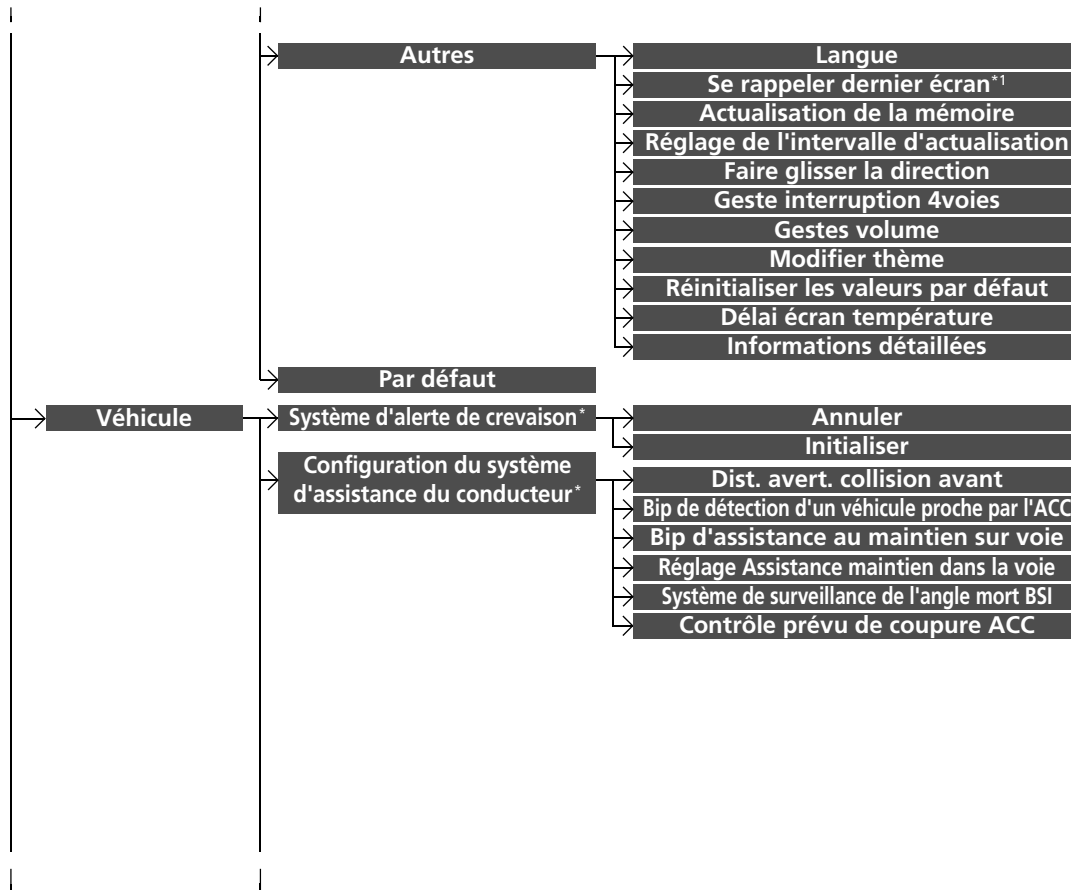 Autres
Langue
Se rappeler dernier écran*1
Actualisation de la mémoire
Réglage de l'intervalle d'actualisation
Faire glisser la direction
Geste interruption 4voies
Gestes volume
Modifier thème
Réinitialiser les valeurs par défaut
Délai écran température
Informations détaillées
Par défaut
Véhicule
Système d'alerte de crevaison*
Annuler
Initialiser
Configuration du système
d'assistance du conducteur*
Dist. avert. collision avant
Bip de détection d'un véhicule proche par l'ACC
Bip d'assistance au maintien sur voie
Réglage Assistance maintien dans la voie
Système de surveillance de l'angle mort BSI
Contrôle prévu de coupure ACC